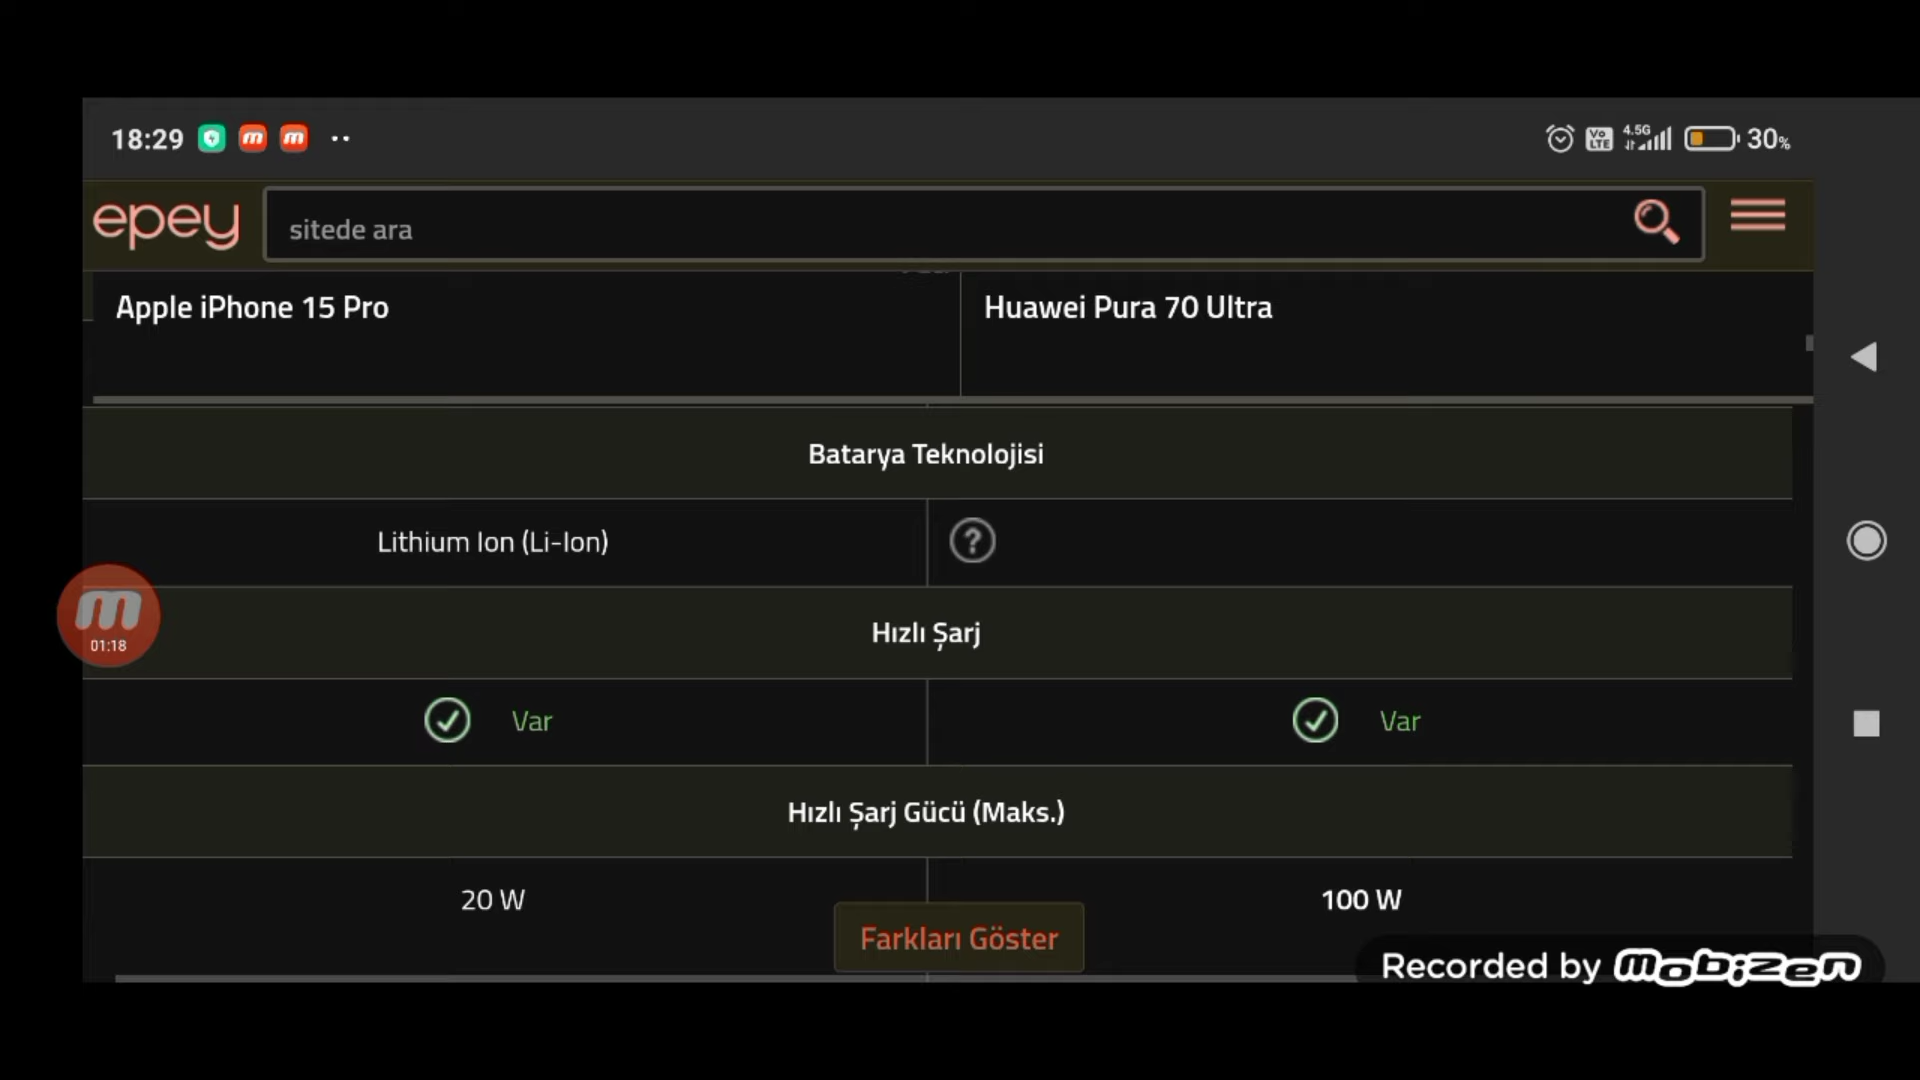 18:29
Vo LTE
4.5G
30%
epey
sitede ara
Apple iPhone 15 Pro
Huawei Pura 70 Ultra
Batarya Teknolojisi
Lithium Ion (Li-Ion)
?
Hızlı Şarj
01:18
Var
Var
Hızlı Şarj Gücü (Maks.)
20 W
100 W
Farkları Göster
Recorded by mobizen